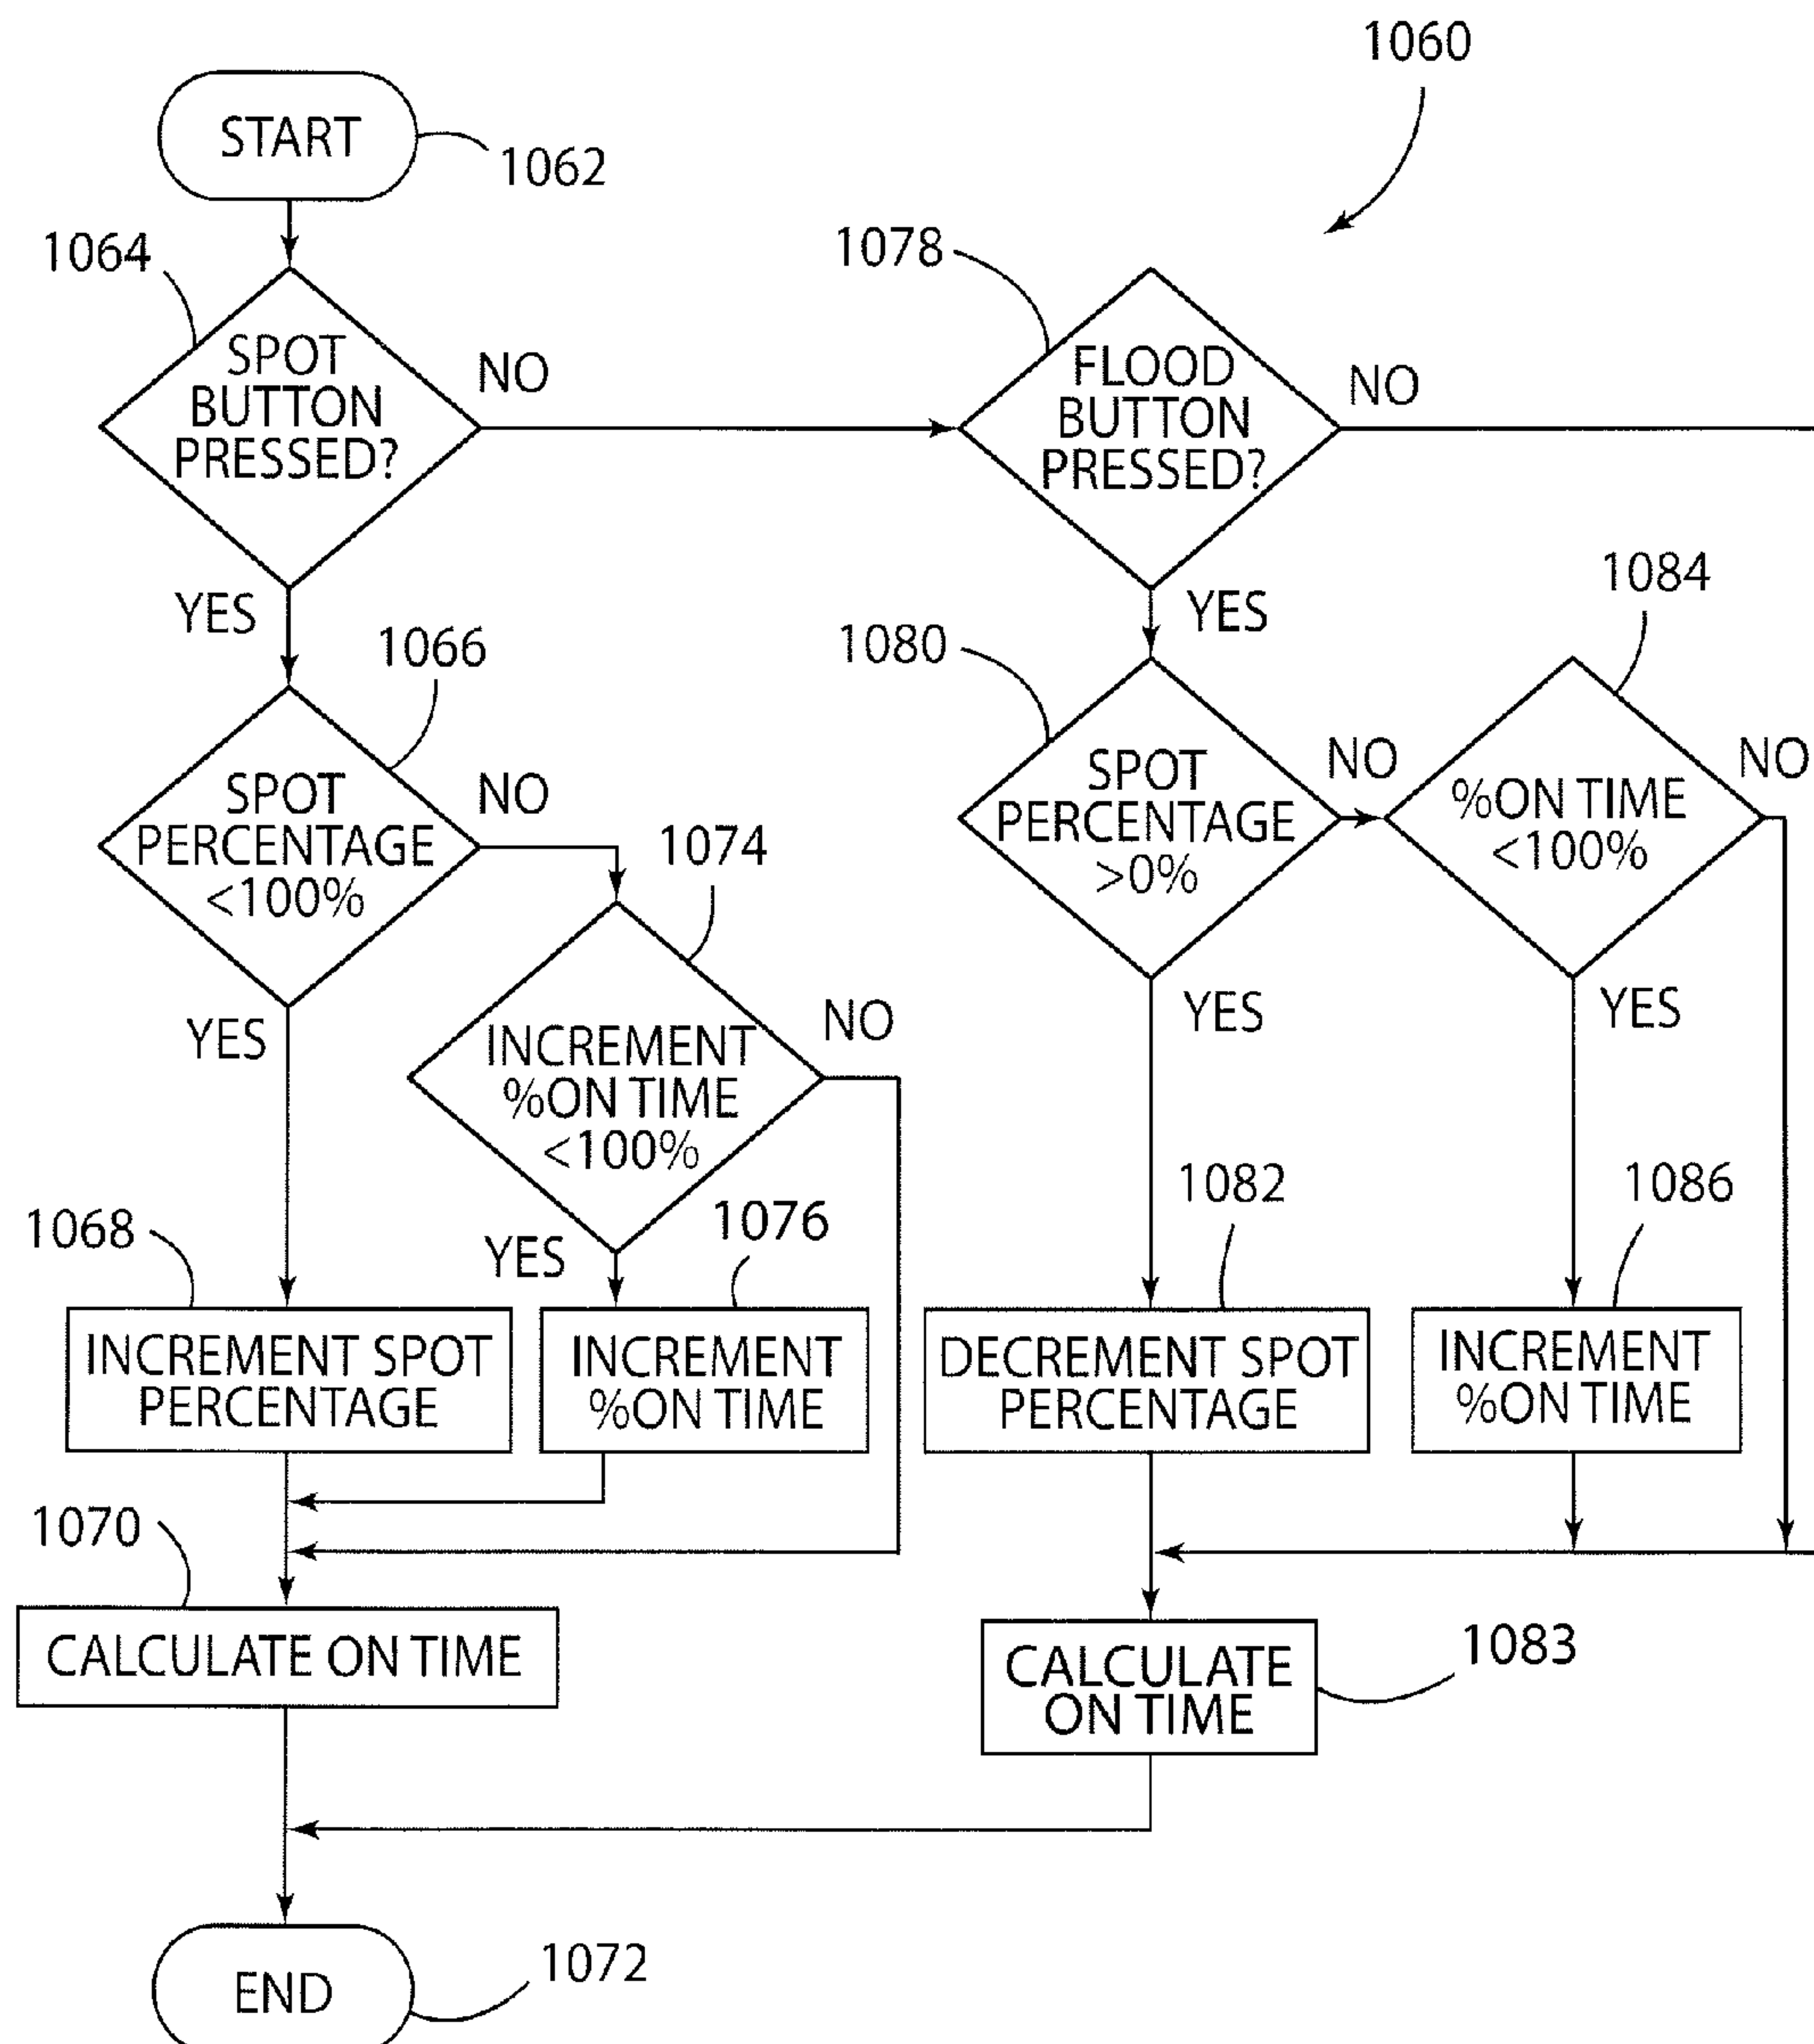 1060
START
1062
1064
SPOT
BUTTON
PRESSED?
NO
1078
FLOOD
BUTTON
PRESSED?
NO
YES
YES
1066
SPOT
PERCENTAGE
<100%
NO
1074
INCREMENT
%ON TIME
<100%
NO
YES
YES
1080
SPOT
PERCENTAGE
>0%
NO
1084
%ON TIME
<100%
NO
YES
YES
1068
INCREMENT SPOT
PERCENTAGE
1076
INCREMENT
%ON TIME
1082
DECREMENT SPOT
PERCENTAGE
1086
INCREMENT
%ON TIME
1070
CALCULATE ON TIME
CALCULATE
ON TIME
1083
END
1072